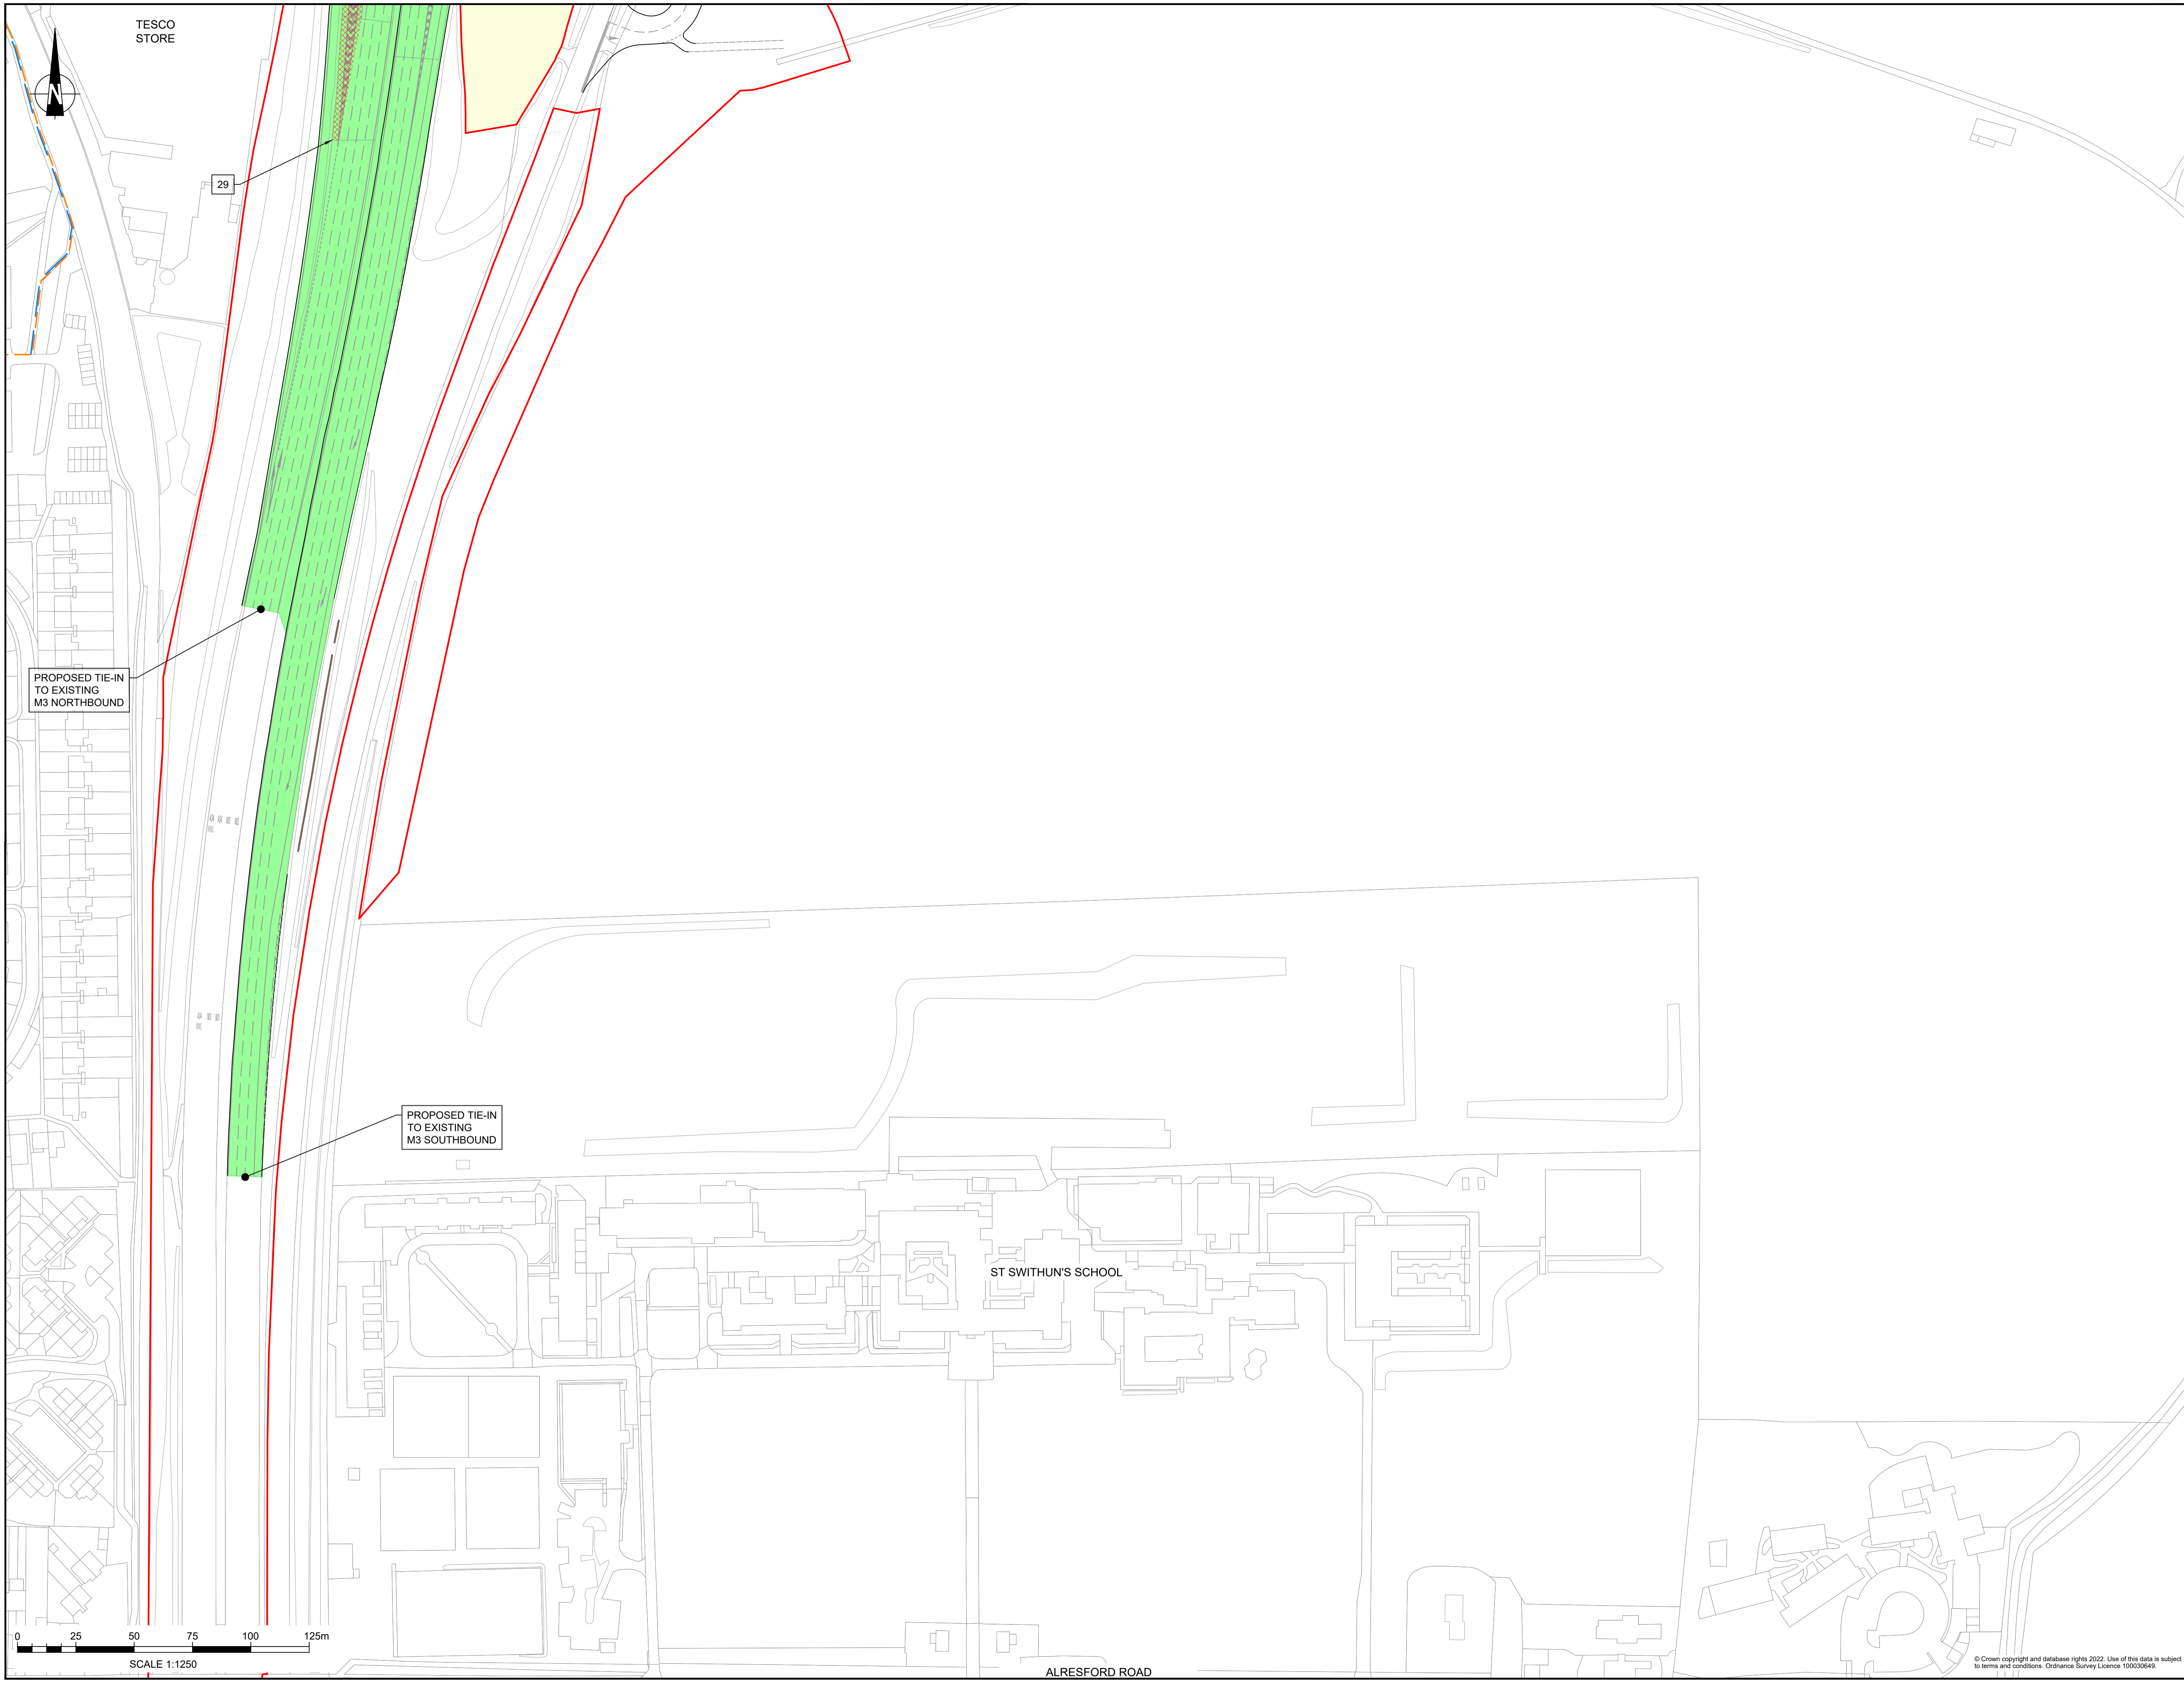 TESCO
STORE
N
29
PROPOSED TIE-IN
TO EXISTING
M3 NORTHBOUND
PROPOSED TIE-IN
TO EXISTING
M3 SOUTHBOUND
ST SWITHUN'S SCHOOL
0 25 50 75 100 125m
SCALE 1:1250
ALRESFORD ROAD
© Crown copyright and database rights 2022. Use of this data is subject
to terms and conditions. Ordnance Survey Licence 100030649.